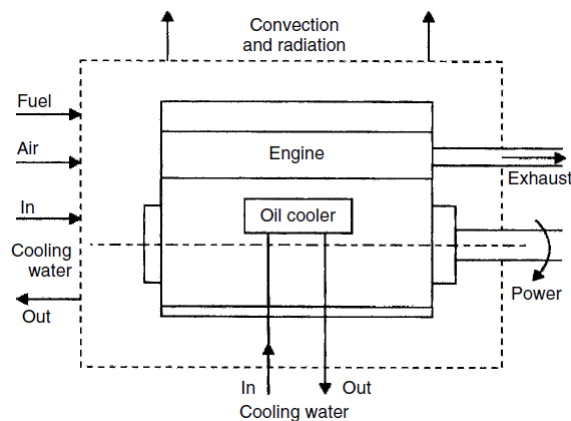 Convection
and radiation
Fuel
Air
Engine
Exhaust
In
Oil cooler
Cooling
water
Power
Out
In
Out
Cooling water